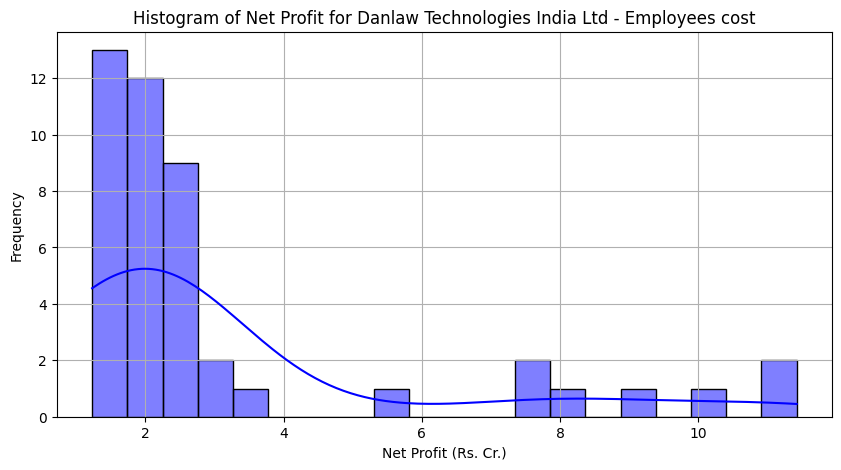 Histogram of Net Profit for Danlaw Technologies India Ltd - Employees cost
12
10
8
6
4
2
0
Frequency
2 4 6 8 10
Net Profit (Rs. Cr.)